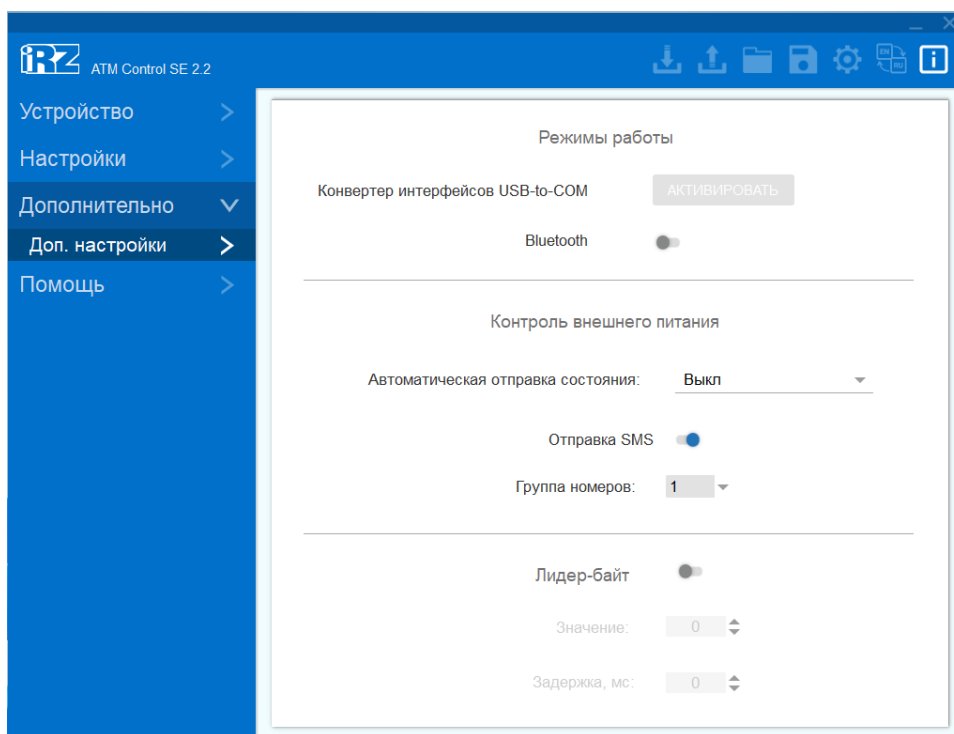 iRZ ATM Control SE 2.2
EN
RU
Устройство
Настройки
Дополнительно
Доп. настройки
Помощь
Режимы работы
Конвертер интерфейсов USB-to-COM АКТИВИРОВАТЬ
Bluetooth
Контроль внешнего питания
Автоматическая отправка состояния: Выкл
Отправка SMS
Группа номеров: 1
Лидер-байт
Значение: 0
Задержка, мс: 0